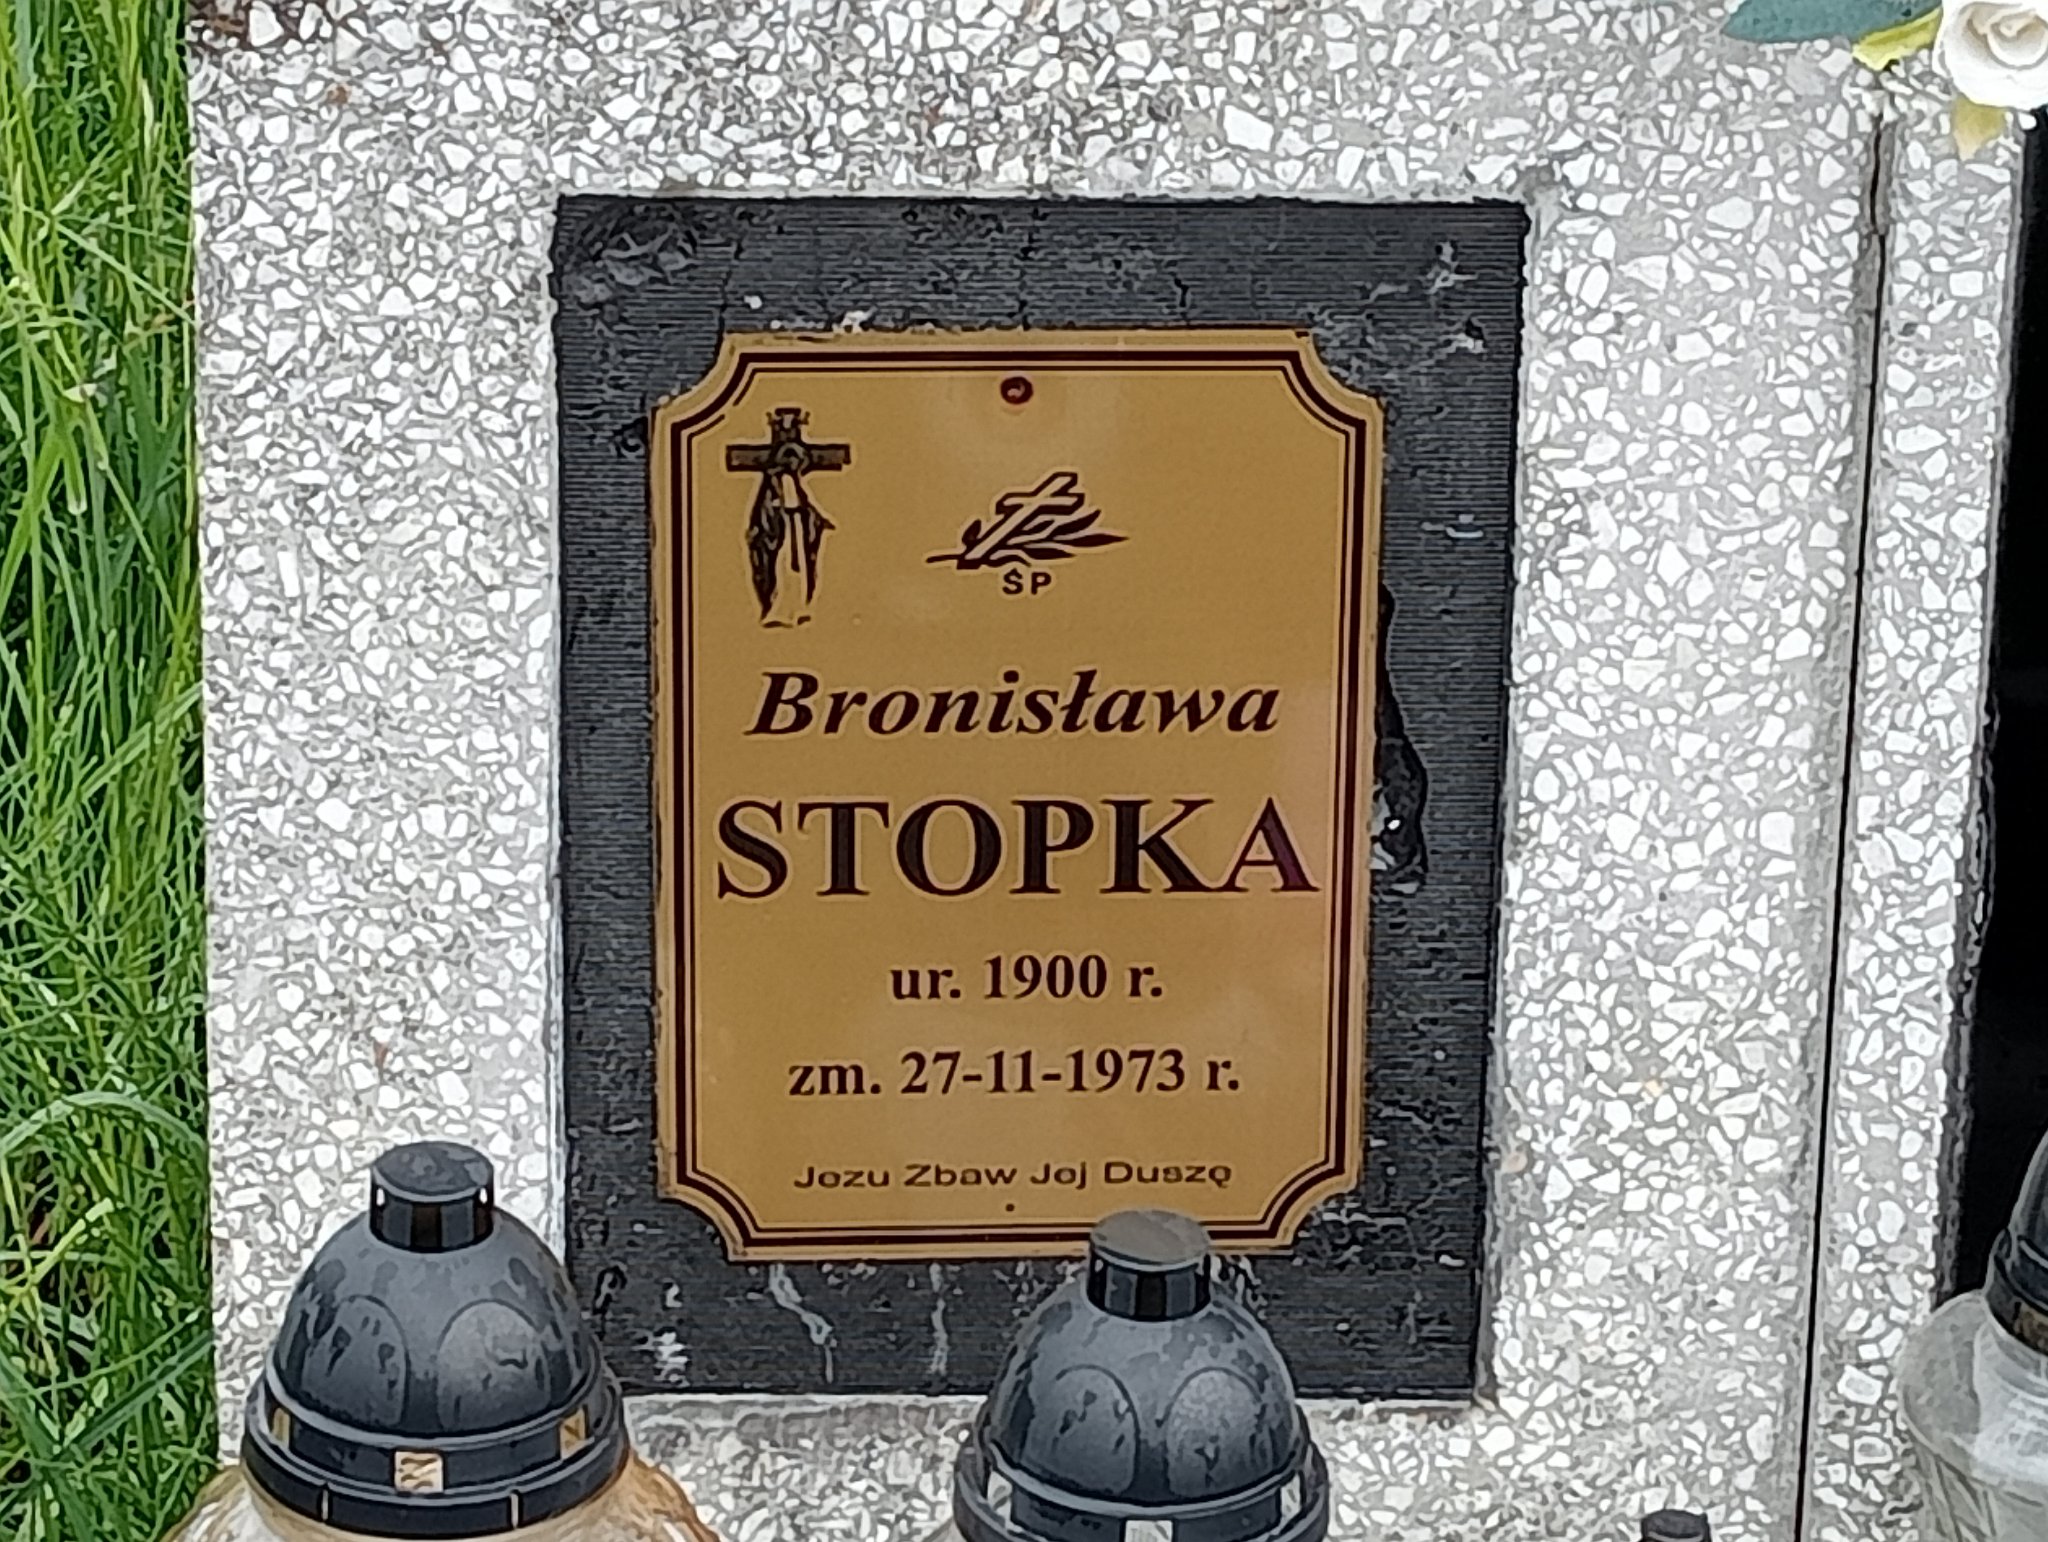 ŚP
Bronisława
STOPKA
ur. 1900 r.
zm. 27-11-1973 r.
Jezu Zbaw Jej Duszę